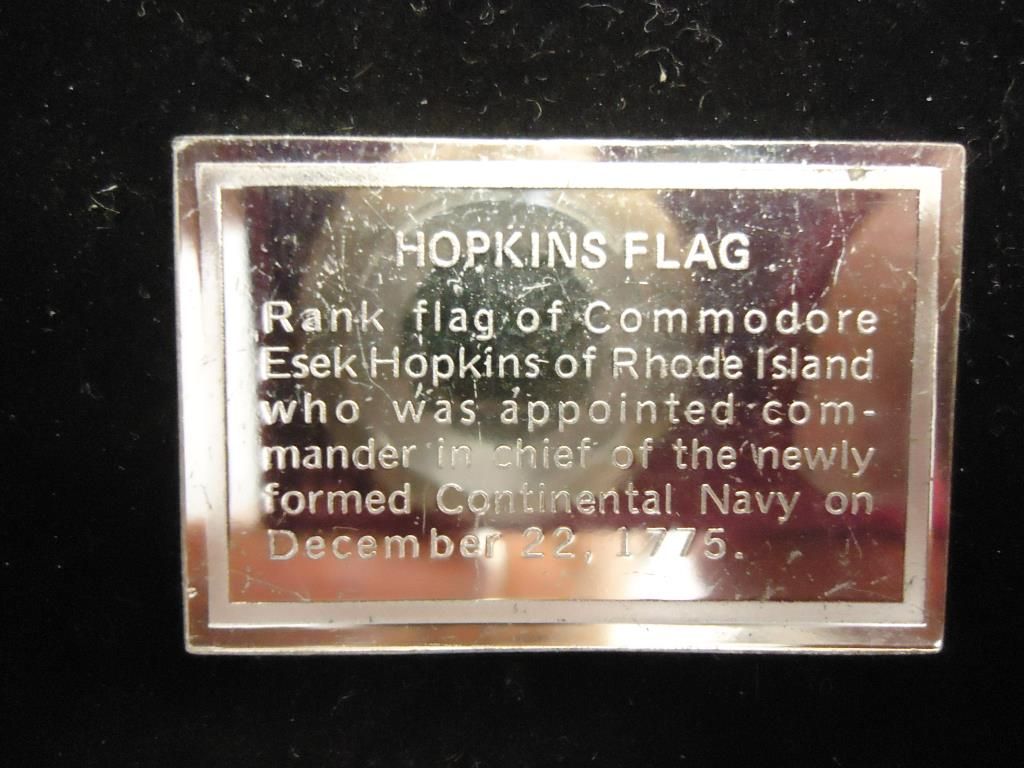 HOPKINS FLAG
Rank flag of Commodore
Esek Hopkins of Rhode Island
who was appointed com-
mander in chief of the newly
formed Continental Navy on
December 22, 1775.